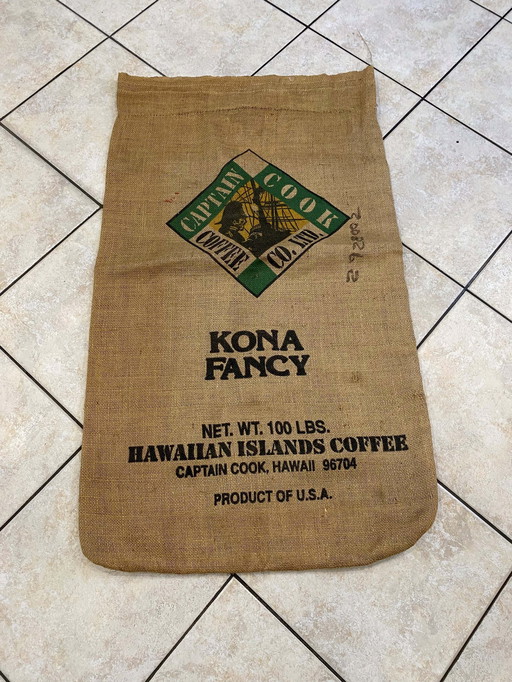 CAPTAIN COOK
COFFEE CO. LTD.
KONA
FANCY
NET. WT. 100 LBS.
HAWAIIAN ISLANDS COFFEE
CAPTAIN COOK, HAWAII 96704
PRODUCT OF U.S.A.